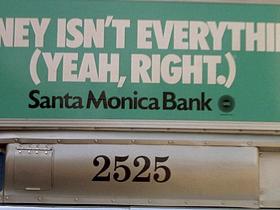 NEY ISN'T EVERYTHI
(YEAH, RIGHT.)
Santa Monica Bank
2525